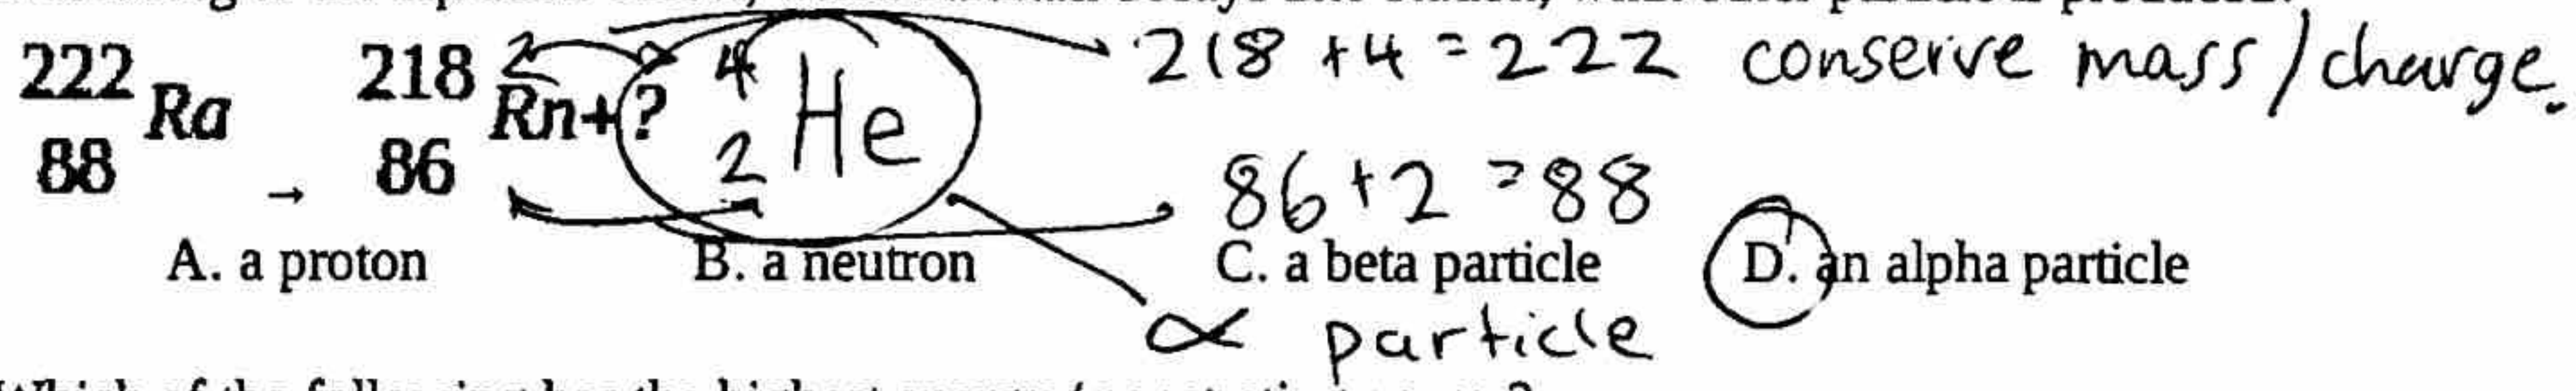 222 Ra → 218 Rn+? 4 He 218 + 4 = 222 conserve mass/charge.
88 86 2 86 + 2 = 88
A. a proton B. a neutron C. a beta particle D. an alpha particle
∝ particle